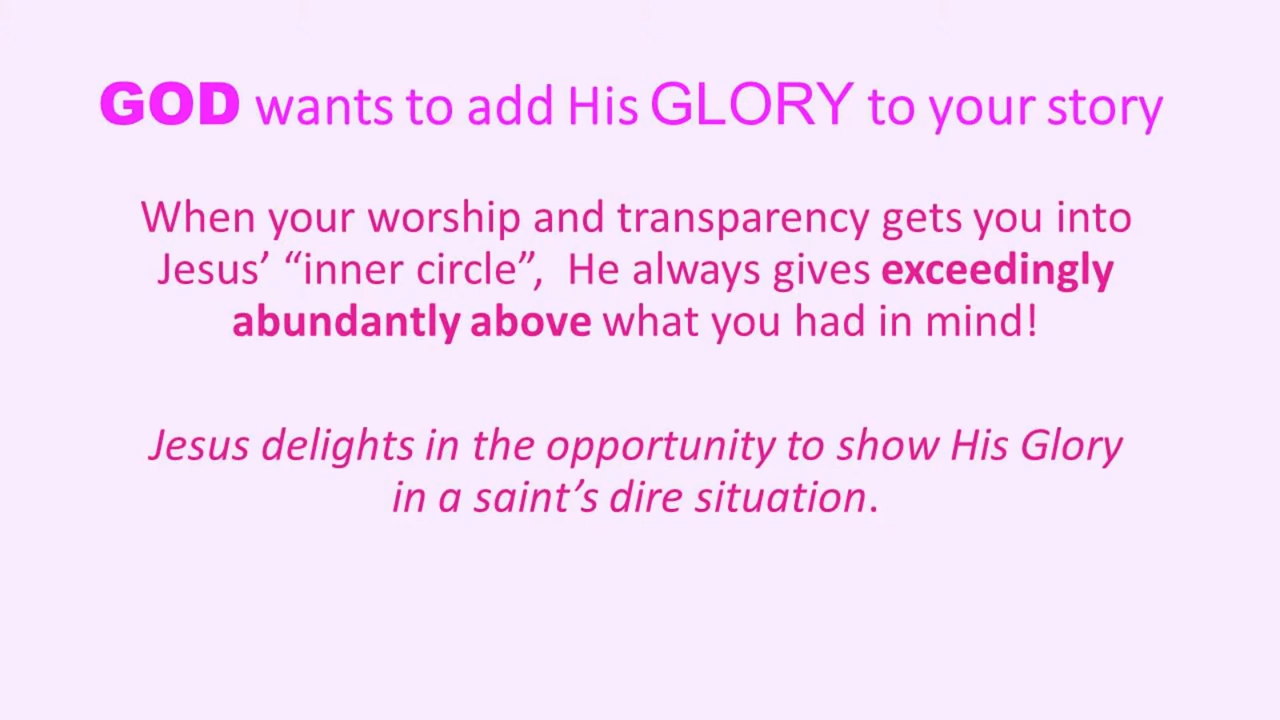 GOD wants to add His GLORY to your story
When your worship and transparency gets you into
Jesus’ “inner circle”,  He always gives exceedingly
abundantly above what you had in mind!
Jesus delights in the opportunity to show His Glory
in a saint’s dire situation.